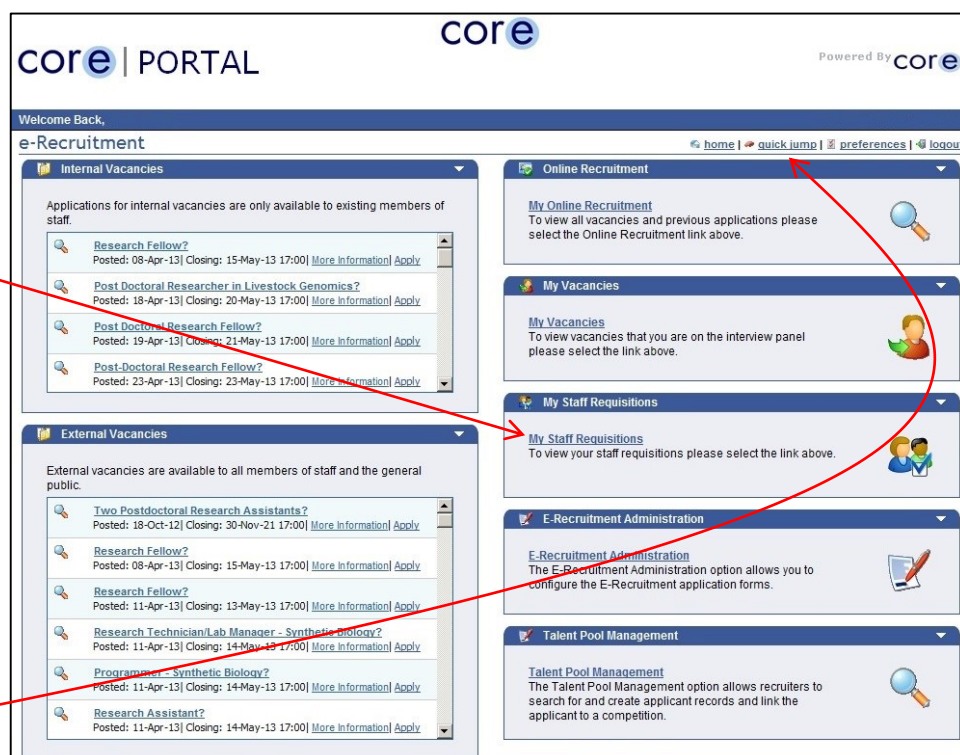 core
core | PORTAL
Powered By core
Welcome Back,
e-Recruitment
home | quick jump | preferences | logout
Internal Vacancies
Applications for internal vacancies are only available to existing members of
staff.
Research Fellow?
Posted: 08-Apr-13| Closing: 15-May-13 17:00| More Information| Apply
Post Doctoral Researcher in Livestock Genomics?
Posted: 18-Apr-13| Closing: 20-May-13 17:00| More Information| Apply
Post Doctoral Research Fellow?
Posted: 19-Apr-13| Closing: 21-May-13 17:00| More Information| Apply
Post-Doctoral Research Fellow?
Posted: 23-Apr-13| Closing: 23-May-13 17:00| More Information| Apply
External Vacancies
External vacancies are available to all members of staff and the general
public.
Two Postdoctoral Research Assistants?
Posted: 18-Oct-12| Closing: 30-Nov-21 17:00| More Information| Apply
Research Fellow?
Posted: 08-Apr-13| Closing: 15-May-13 17:00| More Information| Apply
Research Fellow?
Posted: 11-Apr-13| Closing: 13-May-13 17:00| More Information| Apply
Research Technician/Lab Manager - Synthetic Biology?
Posted: 11-Apr-13| Closing: 14-May-13 17:00| More Information| Apply
Programmer - Synthetic Biology?
Posted: 11-Apr-13| Closing: 14-May-13 17:00| More Information| Apply
Research Assistant?
Posted: 11-Apr-13| Closing: 14-May-13 17:00| More Information| Apply
Online Recruitment
My Online Recruitment
To view all vacancies and previous applications please
select the Online Recruitment link above.
My Vacancies
My Vacancies
To view vacancies that you are on the interview panel
please select the link above.
My Staff Requisitions
My Staff Requisitions
To view your staff requisitions please select the link above.
E-Recruitment Administration
E-Recruitment Administration
The E-Recruitment Administration option allows you to
configure the E-Recruitment application forms.
Talent Pool Management
Talent Pool Management
The Talent Pool Management option allows recruiters to
search for and create applicant records and link the
applicant to a competition.